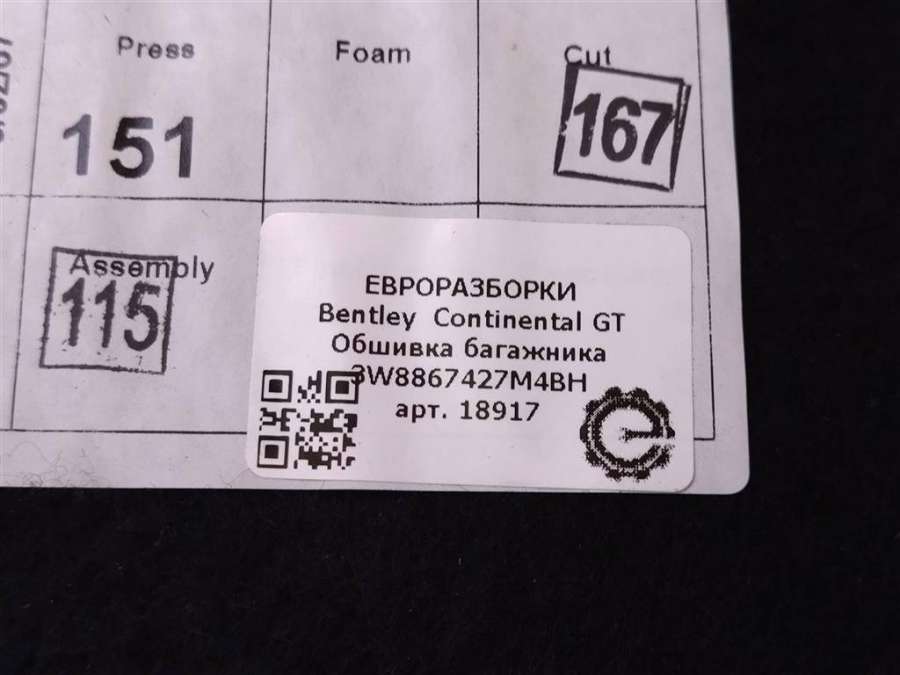 Press
Foam
Cut
151
167
Assembly
115
ЕВРОРАЗБОРКИ
Bentley Continental GT
Обшивка багажника
3W8867427M4BH
арт. 18917